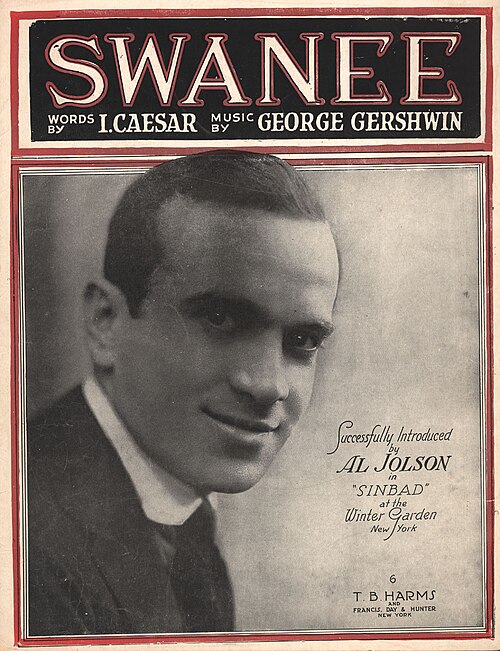 SWANEE
WORDS BY I. CAESAR MUSIC BY GEORGE GERSHWIN
Successfully Introduced
by
AL JOLSON
in
"SINBAD"
at the
Winter Garden
New York
6
T. B. HARMS
AND
FRANCIS, DAY & HUNTER
NEW YORK